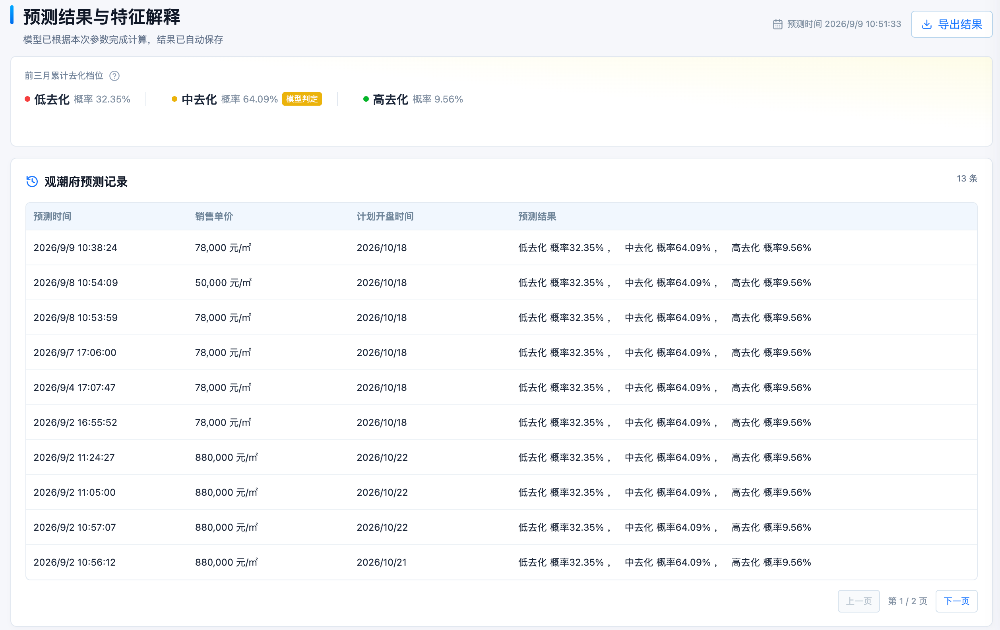 预测结果与特征解释
模型已根据本次参数完成计算，结果已自动保存
预测时间 2026/9/9 10:51:33
导出结果
前三月累计去化档位 ?
低去化 概率 32.35% 中去化 概率 64.09% 模型判定 高去化 概率 9.56%
观潮府预测记录
13 条
预测时间 销售单价 计划开盘时间 预测结果
2026/9/9 10:38:24 78,000 元/㎡ 2026/10/18 低去化 概率32.35%， 中去化 概率64.09%， 高去化 概率9.56%
2026/9/8 10:54:09 50,000 元/㎡ 2026/10/18 低去化 概率32.35%， 中去化 概率64.09%， 高去化 概率9.56%
2026/9/8 10:53:59 78,000 元/㎡ 2026/10/18 低去化 概率32.35%， 中去化 概率64.09%， 高去化 概率9.56%
2026/9/7 17:06:00 78,000 元/㎡ 2026/10/18 低去化 概率32.35%， 中去化 概率64.09%， 高去化 概率9.56%
2026/9/4 17:07:47 78,000 元/㎡ 2026/10/18 低去化 概率32.35%， 中去化 概率64.09%， 高去化 概率9.56%
2026/9/2 16:55:52 78,000 元/㎡ 2026/10/18 低去化 概率32.35%， 中去化 概率64.09%， 高去化 概率9.56%
2026/9/2 11:24:27 880,000 元/㎡ 2026/10/22 低去化 概率32.35%， 中去化 概率64.09%， 高去化 概率9.56%
2026/9/2 11:05:00 880,000 元/㎡ 2026/10/22 低去化 概率32.35%， 中去化 概率64.09%， 高去化 概率9.56%
2026/9/2 10:57:07 880,000 元/㎡ 2026/10/22 低去化 概率32.35%， 中去化 概率64.09%， 高去化 概率9.56%
2026/9/2 10:56:12 880,000 元/㎡ 2026/10/21 低去化 概率32.35%， 中去化 概率64.09%， 高去化 概率9.56%
上一页 第 1 / 2 页 下一页